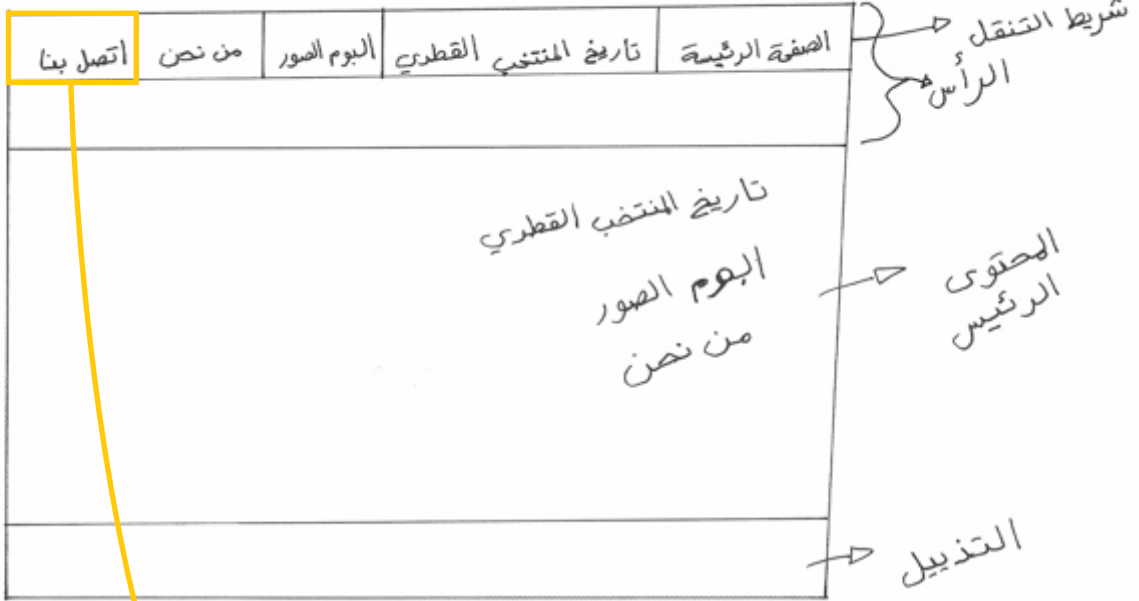 شريط التنقل
الصفحة الرئيسة
تاريخ المنتخب القطري
البوم الصور
من نحن
اتصل بنا
الرأس
تاريخ المنتخب القطري
البوم الصور
من نحن
المحتوى
الرئيس
التذييل